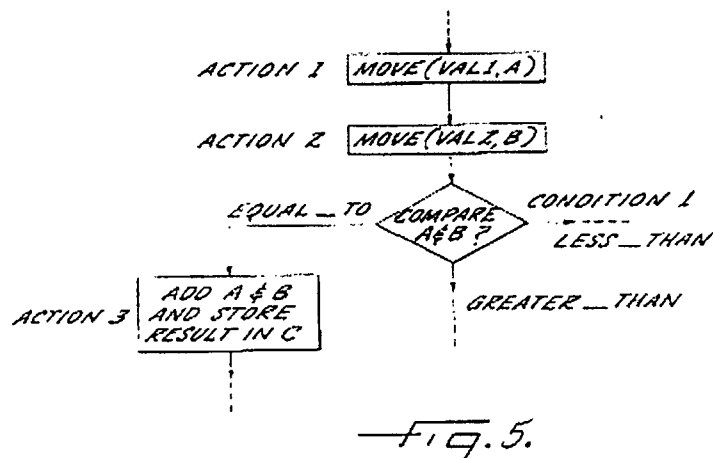 ACTION 1
MOVE(VAL1, A)
ACTION 2
MOVE(VAL2, B)
EQUAL_TO
COMPARE
A&B?
CONDITION 1
LESS_THAN
GREATER_THAN
ACTION 3
ADD A & B
AND STORE
RESULT IN C
Fig. 5.